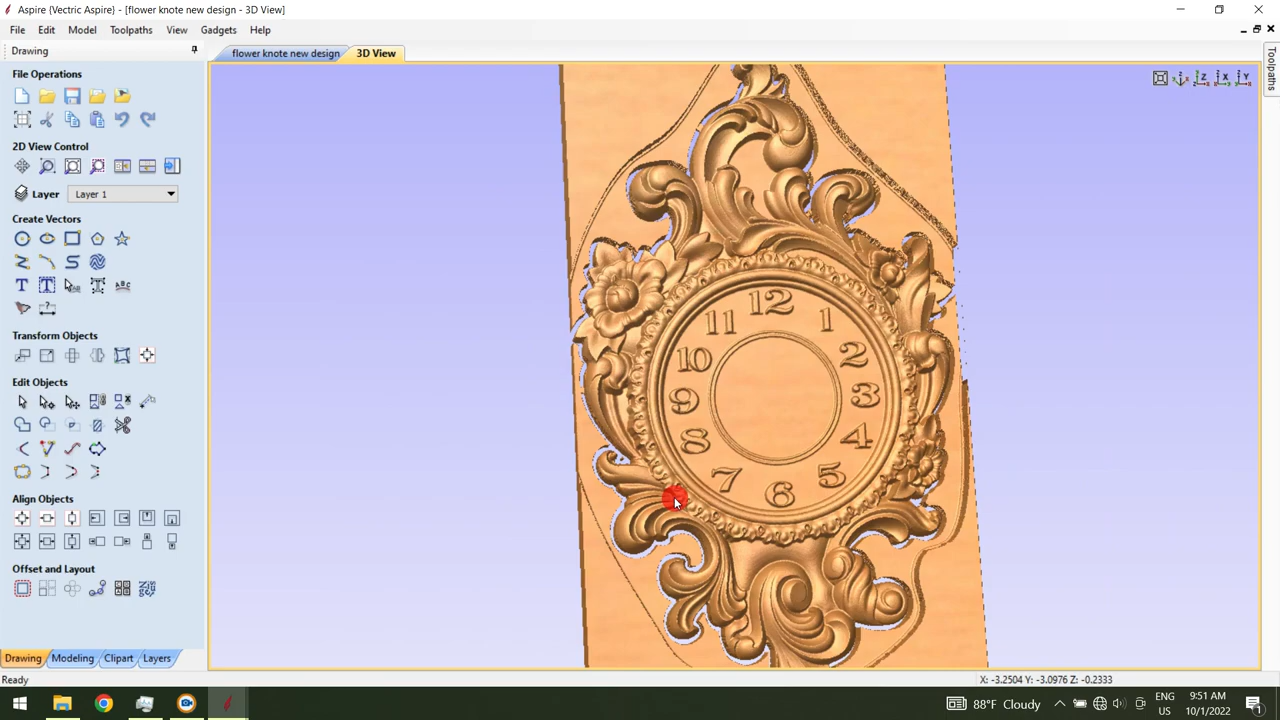 Aspire {Vectric Aspire} - [flower knote new design - 3D View]
File Edit Model Toolpaths View Gadgets Help
Drawing
flower knote new design 3D View
Toolpaths
File Operations
2D View Control
Layer Layer 1
Create Vectors
Transform Objects
Edit Objects
Align Objects
Offset and Layout
Drawing Modeling Clipart Layers
12
11 1
10 2
9 3
8 4
7 5
6
Ready
X: -3.2504 Y: -3.0976 Z: -0.2333
88°F Cloudy
ENG
US
9:51 AM
10/1/2022